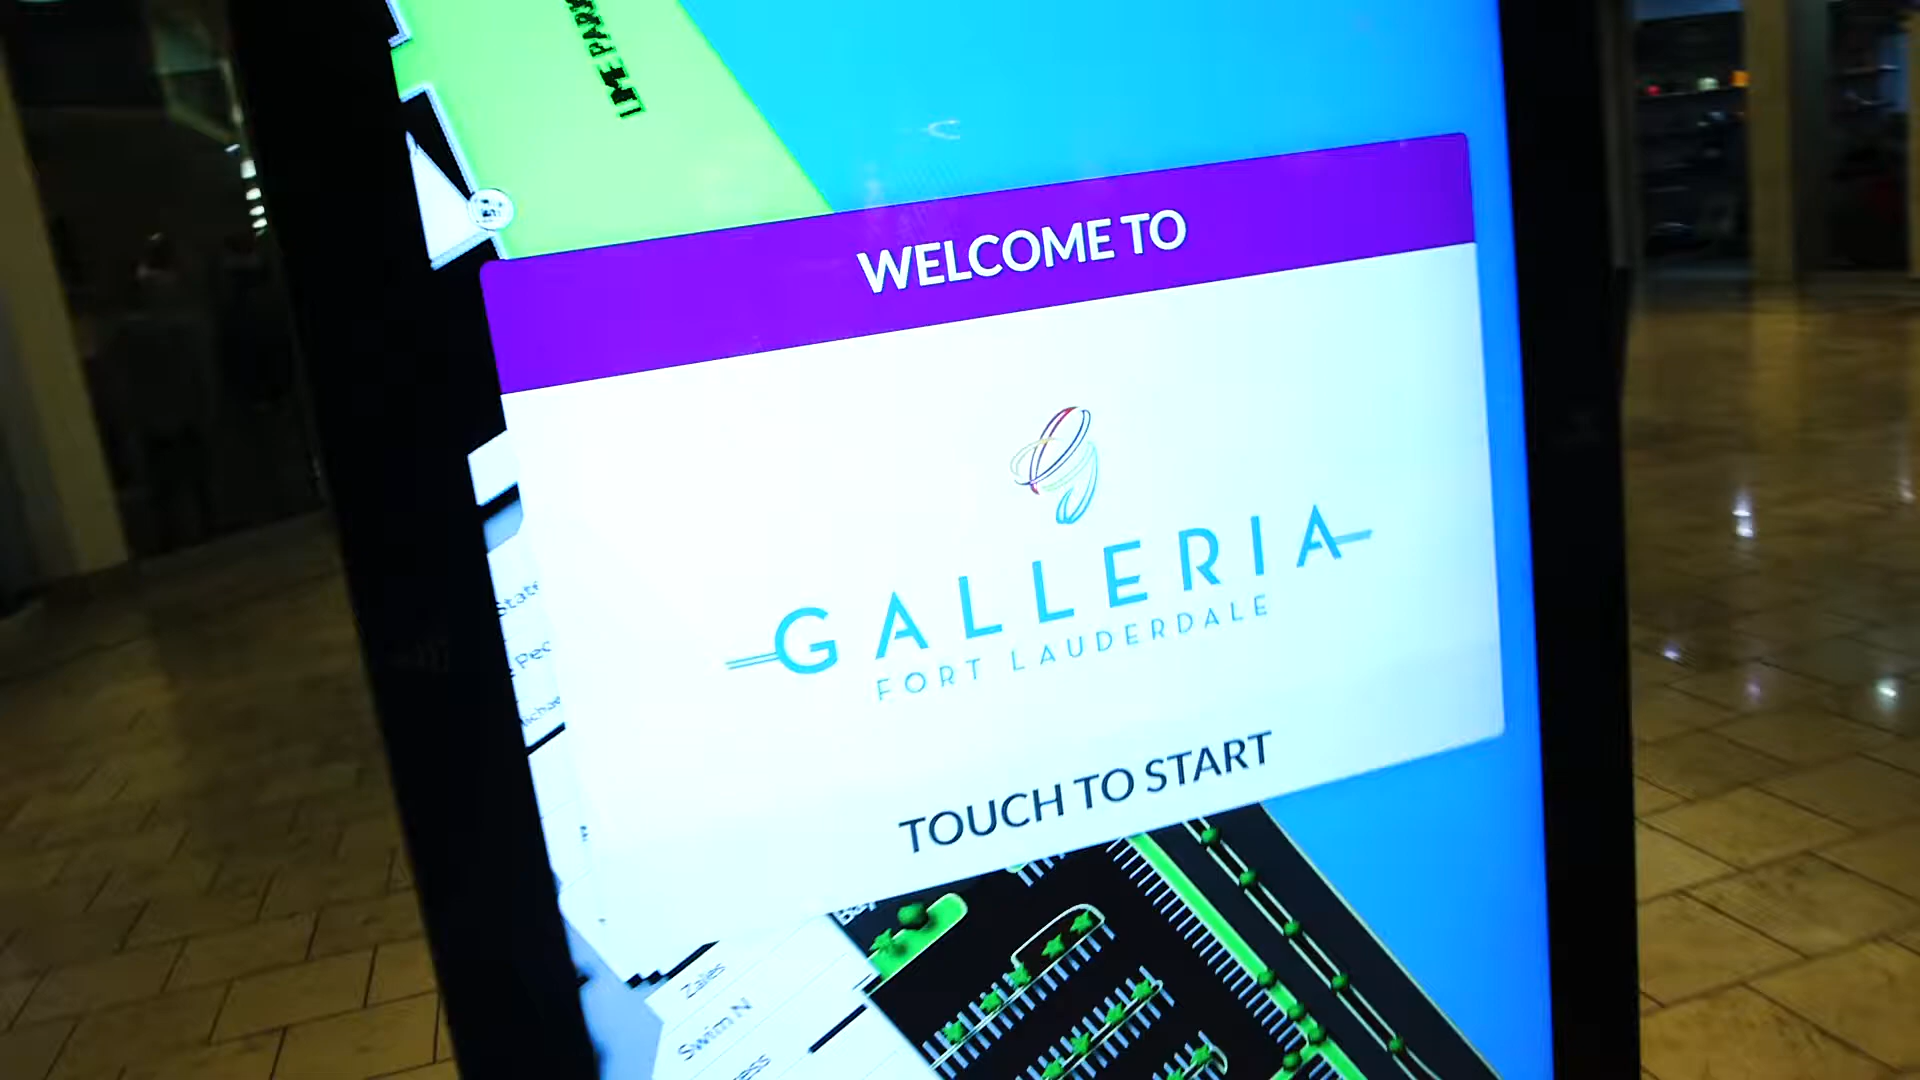 WELCOME TO
GALLERIA
FORT LAUDERDALE
TOUCH TO START
Zales
Swim N